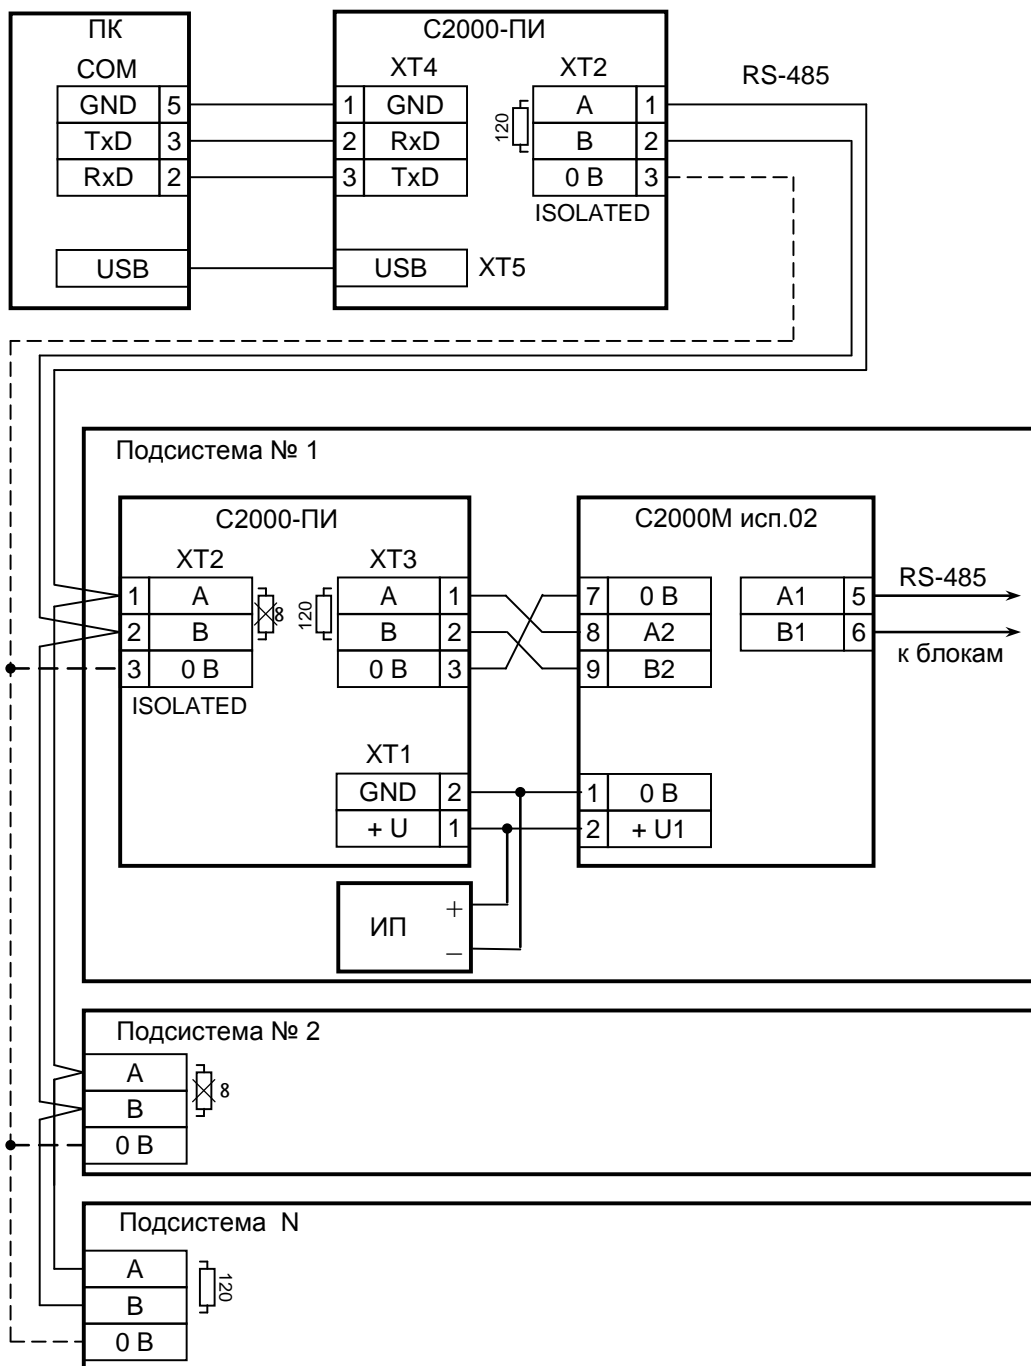 ПК
COM
GND 5
TxD 3
RxD 2
USB
С2000-ПИ
XT4
1 GND
2 RxD
3 TxD
USB XT5
XT2
120
A 1
B 2
0 В 3
ISOLATED
RS-485
Подсистема № 1
С2000-ПИ
XT2
1 A
2 B
3 0 В
ISOLATED
8
120
XT3
A 1
B 2
0 В 3
XT1
GND 2
+ U 1
ИП
+
–
С2000М исп.02
7 0 В
8 A2
9 B2
1 0 В
2 + U1
A1 5
B1 6
RS-485
к блокам
Подсистема № 2
A
B
0 В
8
Подсистема N
A
B
0 В
120